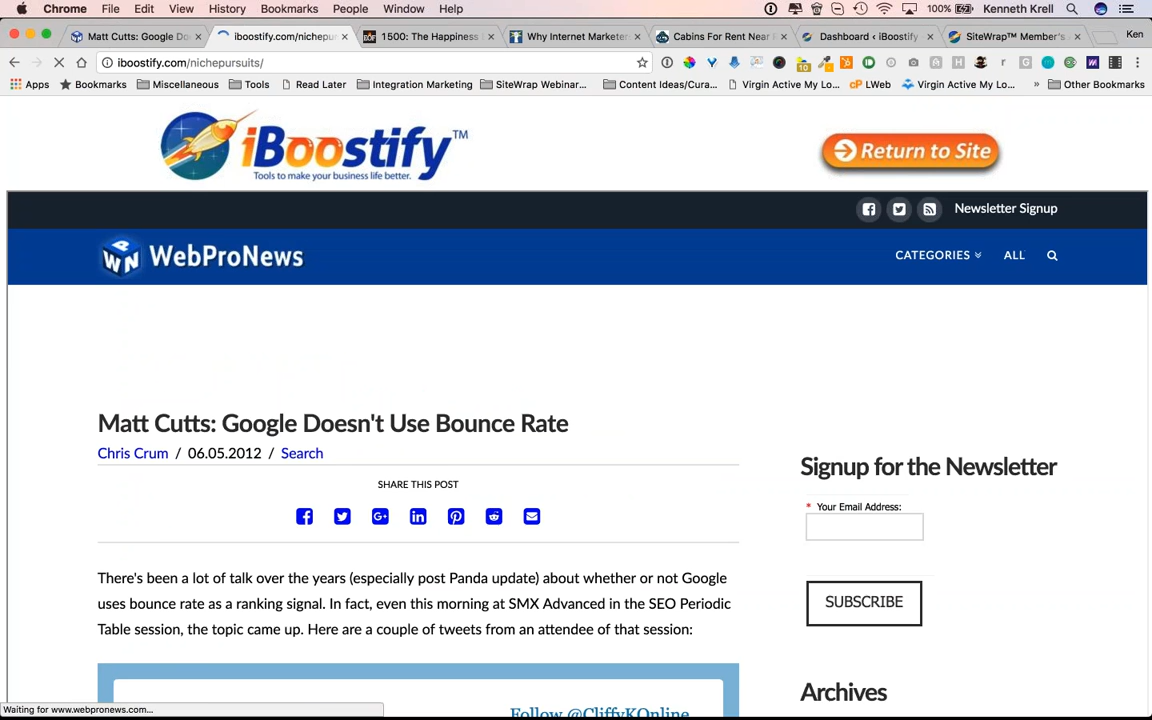 Chrome File Edit View History Bookmarks People Window Help 100% Kenneth Krell
Matt Cutts: Google Do iboostify.com/nichepur 1500: The Happiness Why Internet Marketer Cabins For Rent Near Dashboard ‹ iBoostify SiteWrap™ Member's Ken
iboostify.com/nichepursuits/
Apps Bookmarks Miscellaneous Tools Read Later Integration Marketing SiteWrap Webinar... Content Ideas/Cura... Virgin Active My Lo... LWeb Virgin Active My Lo... » Other Bookmarks
iBoostify™
Tools to make your business life better.
Return to Site
Newsletter Signup
WebProNews
CATEGORIES ALL
Matt Cutts: Google Doesn't Use Bounce Rate
Chris Crum / 06.05.2012 / Search
SHARE THIS POST
Signup for the Newsletter
* Your Email Address:
SUBSCRIBE
There's been a lot of talk over the years (especially post Panda update) about whether or not Google
uses bounce rate as a ranking signal. In fact, even this morning at SMX Advanced in the SEO Periodic
Table session, the topic came up. Here are a couple of tweets from an attendee of that session:
Archives
Follow @CliffyKOnline
Waiting for www.webpronews.com...